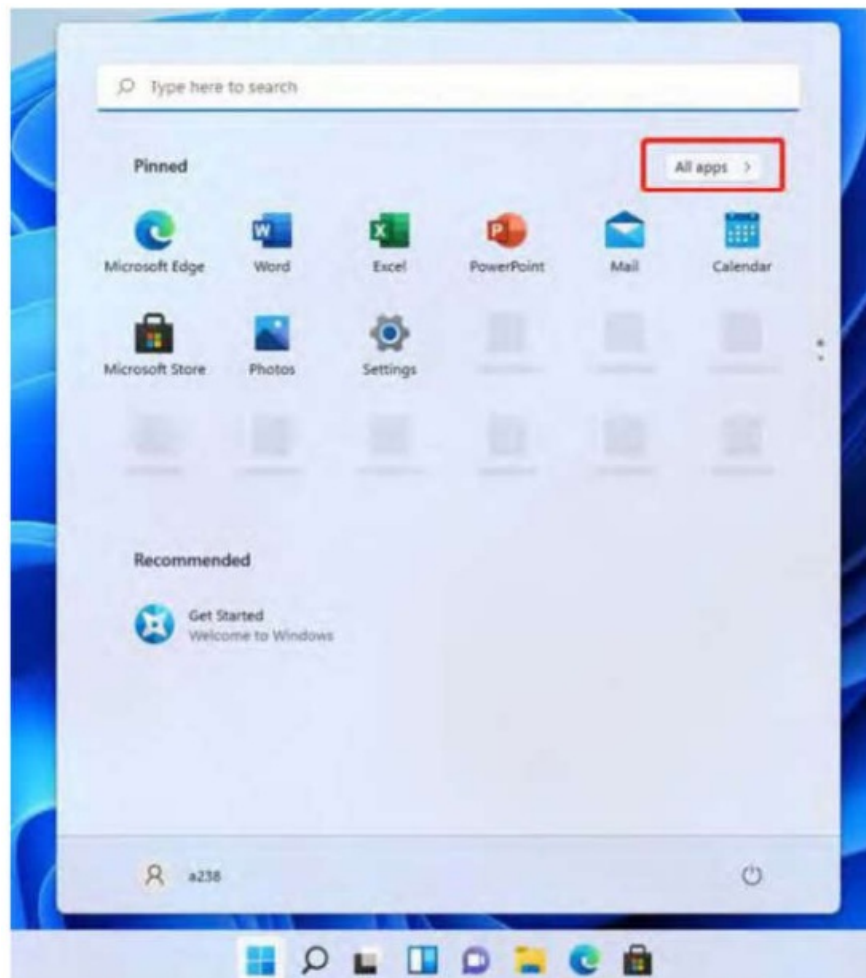 Type here to search
Pinned
All apps >
Microsoft Edge
Word
Excel
PowerPoint
Mail
Calendar
Microsoft Store
Photos
Settings
Recommended
Get Started
Welcome to Windows
a238